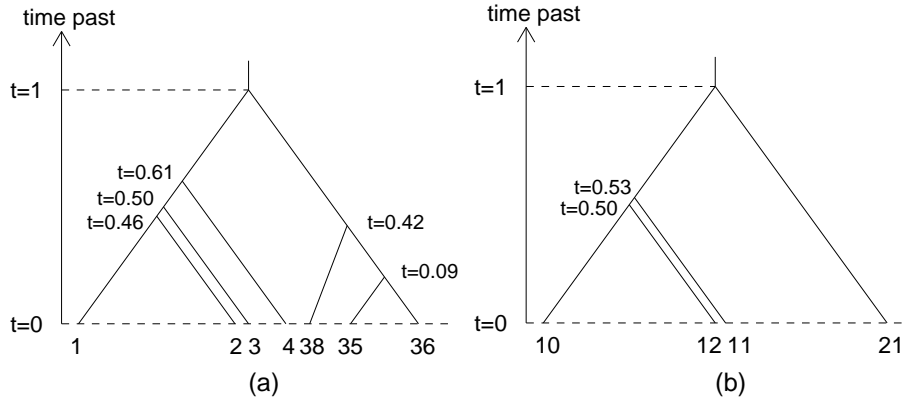 time past
t=1
t=0.61
t=0.50
t=0.46
t=0.42
t=0.09
t=0
1 2 3 4 38 35 36
(a)
time past
t=1
t=0.53
t=0.50
t=0
10 12 11 21
(b)